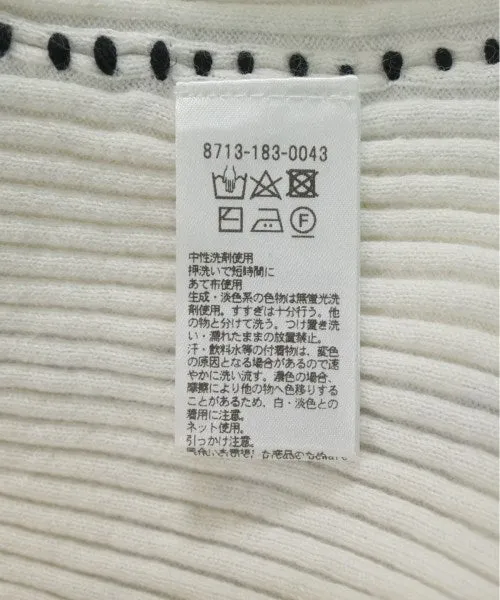 8713-183-0043
F
中性洗剤使用
押洗いで短時間に
あて布使用
生成・淡色系の色物は無蛍光洗
剤使用。すすぎは十分行う。他
の物と分けて洗う。つけ置き洗
い・濡れたままの放置禁止。
汗・飲料水等の付着物は、変色
の原因となる場合があるので速
やかに洗い流す。濃色の場合、
摩擦により他の物へ色移りする
ことがあるため、白・淡色との
着用に注意。
ネット使用。
引っかけ注意。